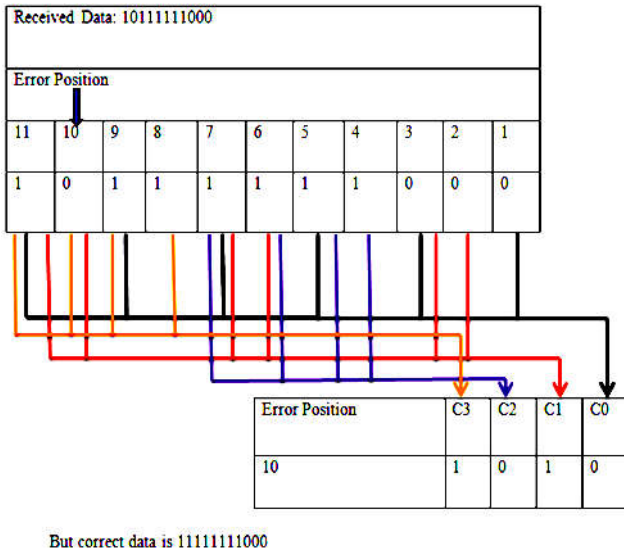 Received Data: 10111111000
Error Position
11 10 9 8 7 6 5 4 3 2 1
1 0 1 1 1 1 1 1 0 0 0
Error Position C3 C2 C1 C0
10 1 0 1 0
But correct data is 11111111000